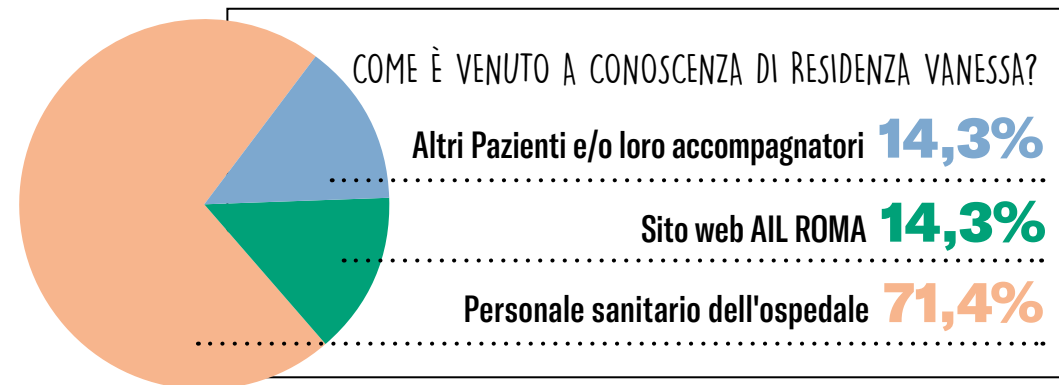 COME È VENUTO A CONOSCENZA DI RESIDENZA VANESSA?
Altri Pazienti e/o loro accompagnatori 14,3%
Sito web AIL ROMA 14,3%
Personale sanitario dell'ospedale 71,4%